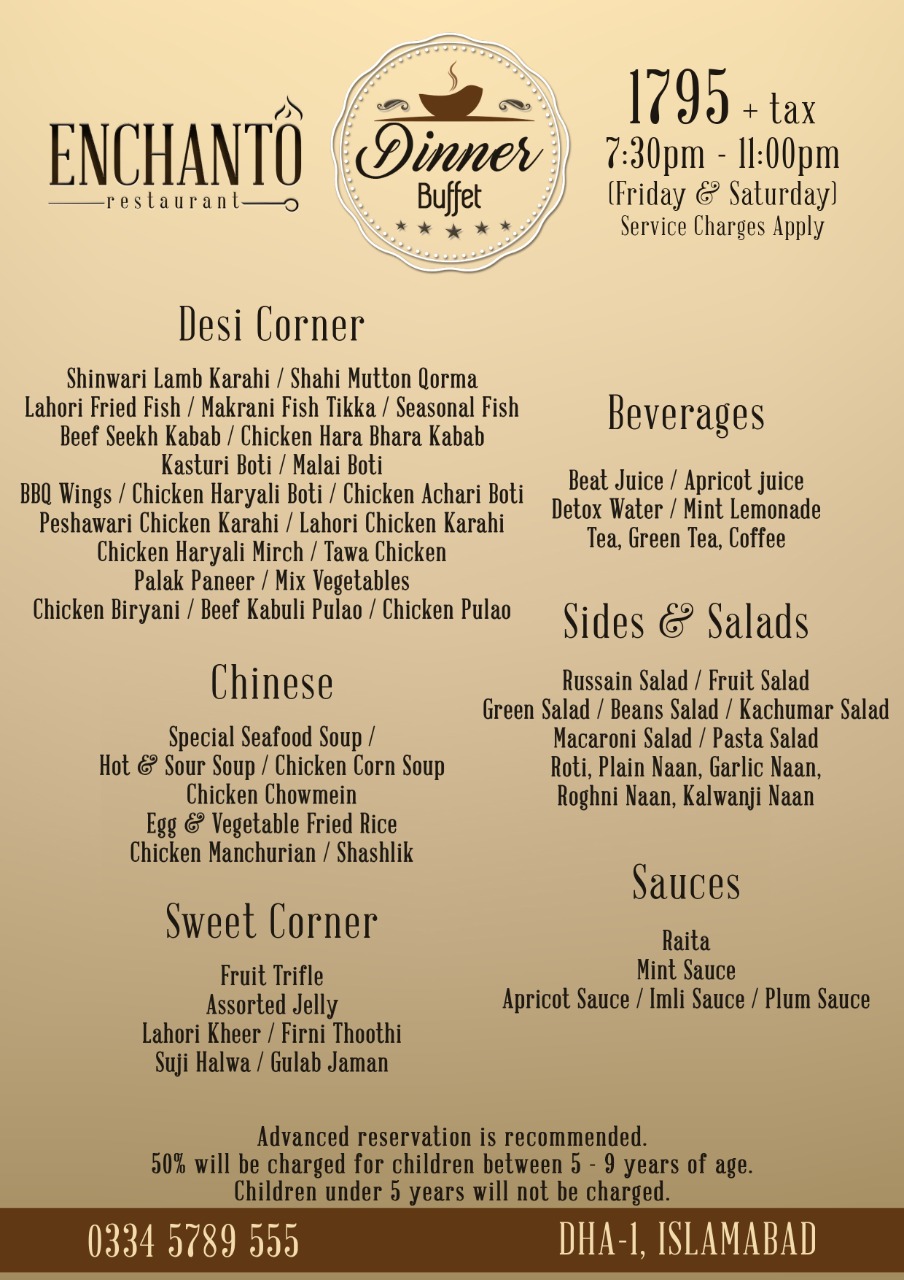 ENCHANTÔ
restaurant
Dinner
Buffet
1795 + tax
7:30pm - 11:00pm
(Friday & Saturday)
Service Charges Apply
Desi Corner
Shinwari Lamb Karahi / Shahi Mutton Qorma
Lahori Fried Fish / Makrani Fish Tikka / Seasonal Fish
Beef Seekh Kabab / Chicken Hara Bhara Kabab
Kasturi Boti / Malai Boti
BBQ Wings / Chicken Haryali Boti / Chicken Achari Boti
Peshawari Chicken Karahi / Lahori Chicken Karahi
Chicken Haryali Mirch / Tawa Chicken
Palak Paneer / Mix Vegetables
Chicken Biryani / Beef Kabuli Pulao / Chicken Pulao
Chinese
Special Seafood Soup /
Hot & Sour Soup / Chicken Corn Soup
Chicken Chowmein
Egg & Vegetable Fried Rice
Chicken Manchurian / Shashlik
Sweet Corner
Fruit Trifle
Assorted Jelly
Lahori Kheer / Firni Thoothi
Suji Halwa / Gulab Jaman
Beverages
Beat Juice / Apricot juice
Detox Water / Mint Lemonade
Tea, Green Tea, Coffee
Sides & Salads
Russain Salad / Fruit Salad
Green Salad / Beans Salad / Kachumar Salad
Macaroni Salad / Pasta Salad
Roti, Plain Naan, Garlic Naan,
Roghni Naan, Kalwanji Naan
Sauces
Raita
Mint Sauce
Apricot Sauce / Imli Sauce / Plum Sauce
Advanced reservation is recommended.
50% will be charged for children between 5 - 9 years of age.
Children under 5 years will not be charged.
0334 5789 555
DHA-1, ISLAMABAD